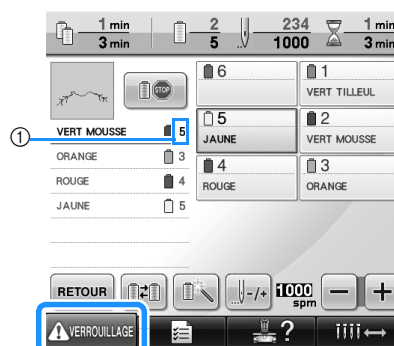 1 min
3 min
2
5
234
1000
1 min
3 min
STOP
6
1
VERT TILLEUL
1
VERT MOUSSE 5
5
JAUNE
2
VERT MOUSSE
ORANGE 3
ROUGE 4
4
ROUGE
3
ORANGE
JAUNE 5
RETOUR
-/+
1000
spm
− +
VERROUILLAGE
?